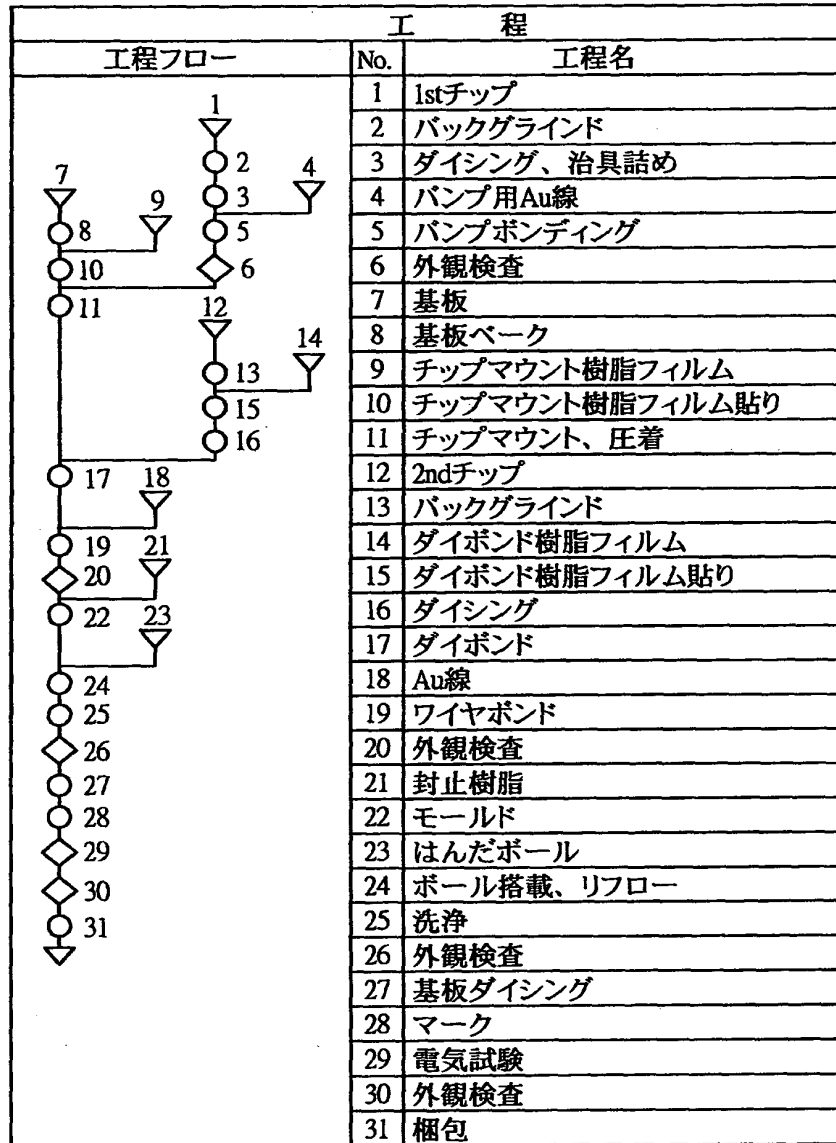 工 程
工程フロー No. 工程名
1 1stチップ
2 バックグラインド
3 ダイシング、治具詰め
4 バンプ用Au線
5 バンプボンディング
6 外観検査
7 基板
8 基板ベーク
9 チップマウント樹脂フィルム
10 チップマウント樹脂フィルム貼り
11 チップマウント、圧着
12 2ndチップ
13 バックグラインド
14 ダイボンド樹脂フィルム
15 ダイボンド樹脂フィルム貼り
16 ダイシング
17 ダイボンド
18 Au線
19 ワイヤボンド
20 外観検査
21 封止樹脂
22 モールド
23 はんだボール
24 ボール搭載、リフロー
25 洗浄
26 外観検査
27 基板ダイシング
28 マーク
29 電気試験
30 外観検査
31 梱包
1
2
7
4
3
9
8
5
10
6
11
12
14
13
15
16
17
18
19
21
20
22
23
24
25
26
27
28
29
30
31